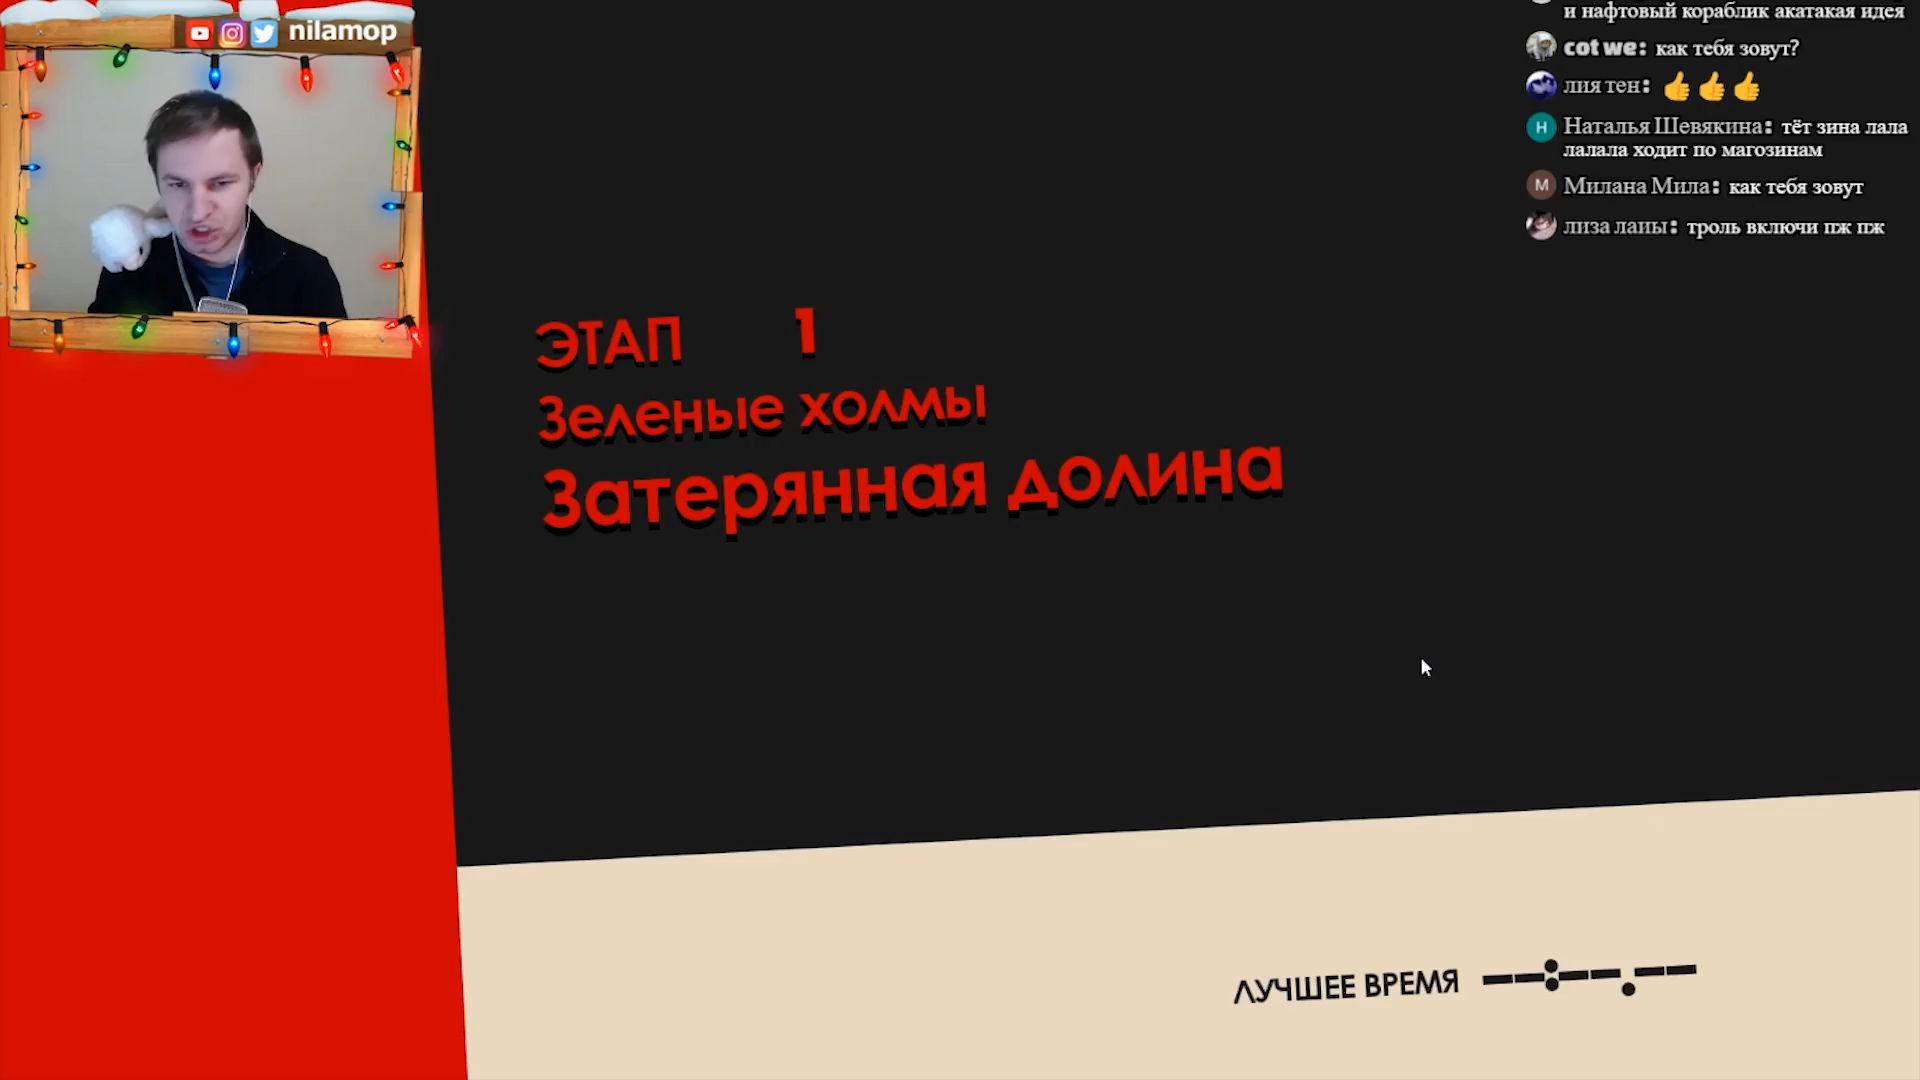 nilamop
и нафтовый кораблик акатакая идея
cot we: как тебя зовут?
лия тен: 👍👍👍
Н Наталья Шевякина: тёт зина лала
лалала ходит по магозинам
М Милана Мила: как тебя зовут
лиза лаиы: троль включи пж пж
ЭТАП 1
Зеленые холмы
Затерянная долина
ЛУЧШЕЕ ВРЕМЯ --:--.--